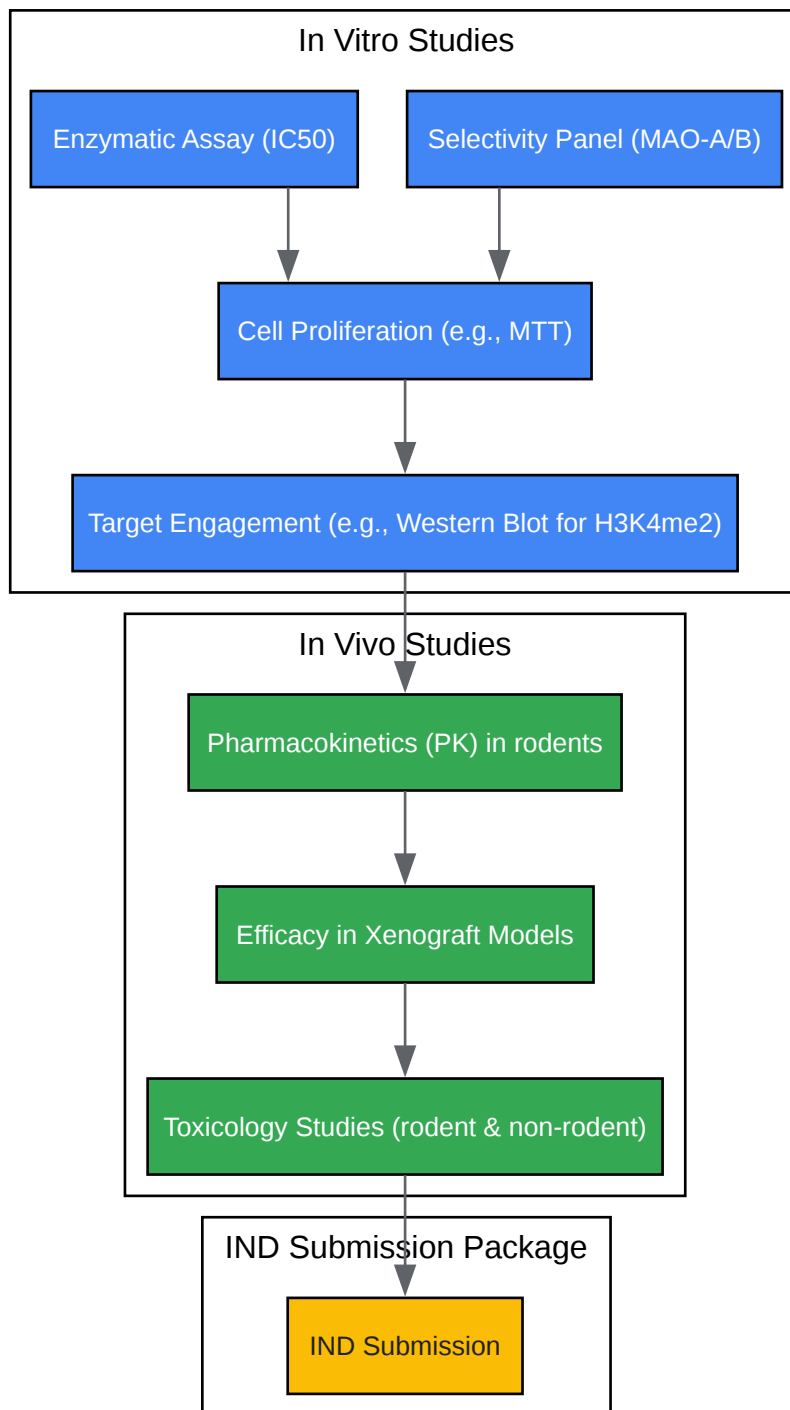 In Vitro Studies
Enzymatic Assay (IC50)
Selectivity Panel (MAO-A/B)
Cell Proliferation (e.g., MTT)
Target Engagement (e.g., Western Blot for H3K4me2)
In Vivo Studies
Pharmacokinetics (PK) in rodents
Efficacy in Xenograft Models
Toxicology Studies (rodent & non-rodent)
IND Submission Package
IND Submission